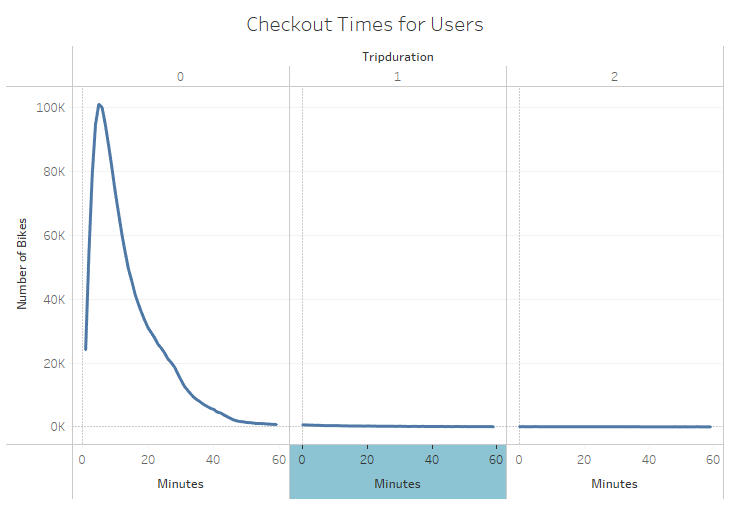 Checkout Times for Users
Tripduration
0 1 2
Number of Bikes
100K
80K
60K
40K
20K
0K
0 20 40 60 0 20 40 60 0 20 40 60
Minutes Minutes Minutes